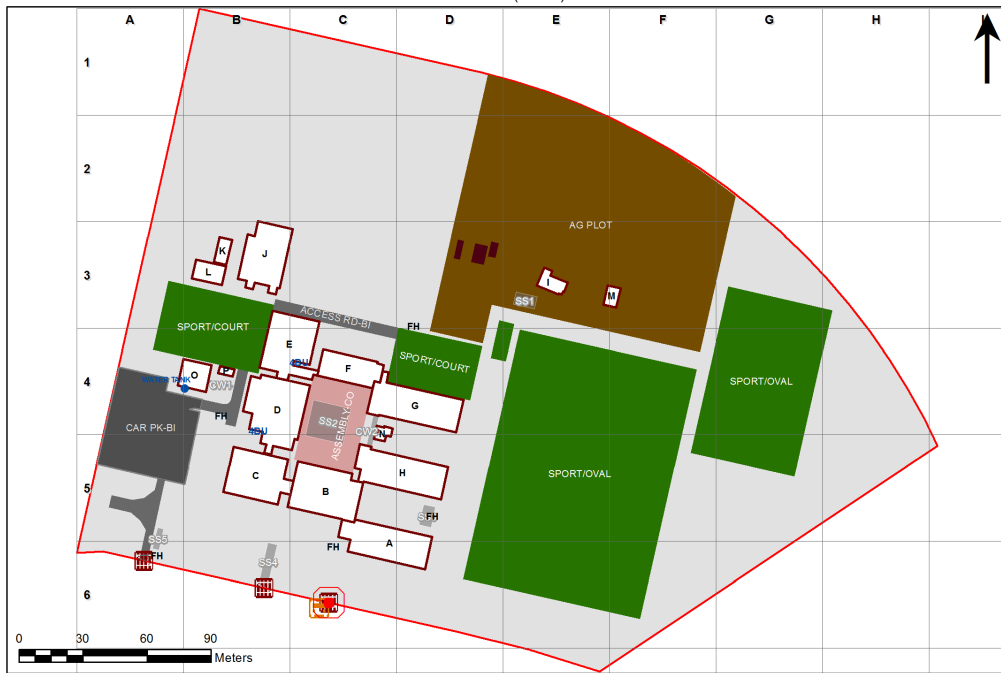 A B C D E F G H I
1
2
AG PLOT
K
J
L
3
I
M
SS1
ACCESS RD-BI
FH
SPORT/COURT
E
4BU
SPORT/COURT
F
O
P
WATER TANK
CW1
4
SPORT/OVAL
D
G
FH
SS2
ASSEMBLY-CO
CAR PK-BI
4BU
CW2
N
C
H
SPORT/OVAL
5
B
FH
SS5
FH
A
FH
SS4
6
0 30 60 90
Meters